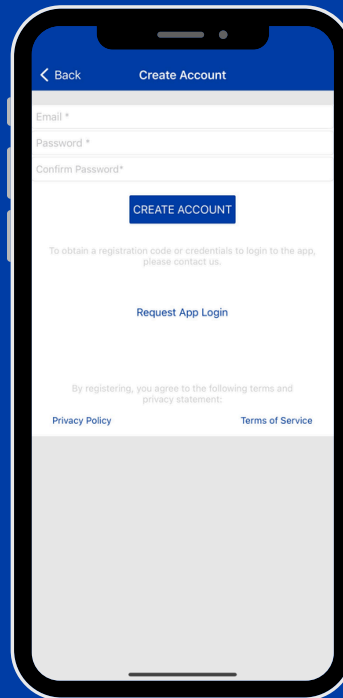 Back
Create Account
Email *
Password *
Confirm Password*
CREATE ACCOUNT
To obtain a registration code or credentials to login to the app,
please contact us.
Request App Login
By registering, you agree to the following terms and
privacy statement:
Privacy Policy
Terms of Service